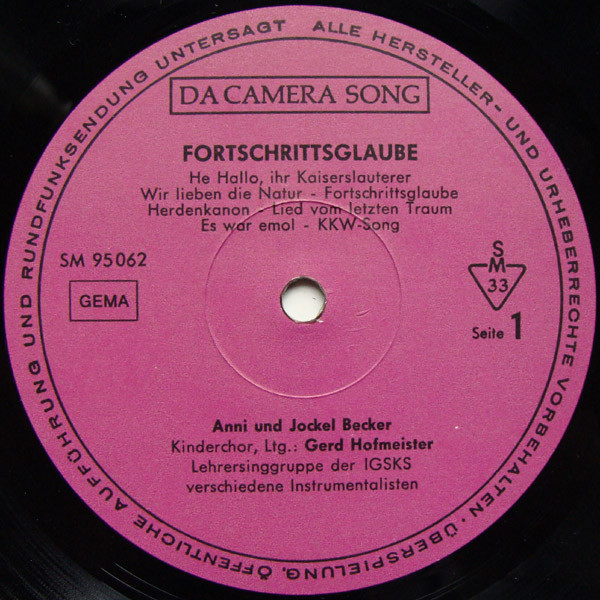 ALLE HERSTELLER- UND URHEBERRECHTE VORBEHALTEN · ÜBERSPIELUNG, ÖFFENTLICHE AUFFÜHRUNG UND RUNDFUNKSENDUNG UNTERSAGT
DA CAMERA SONG
FORTSCHRITTSGLAUBE
He Hallo, ihr Kaiserslauterer
Wir lieben die Natur - Fortschrittsglaube
Herdenkanon - Lied vom letzten Traum
Es war emol - KKW-Song
SM 95062
GEMA
S
M
33
Seite 1
Anni und Jockel Becker
Kinderchor, Ltg.: Gerd Hofmeister
Lehrersinggruppe der IGSKS
verschiedene Instrumentalisten